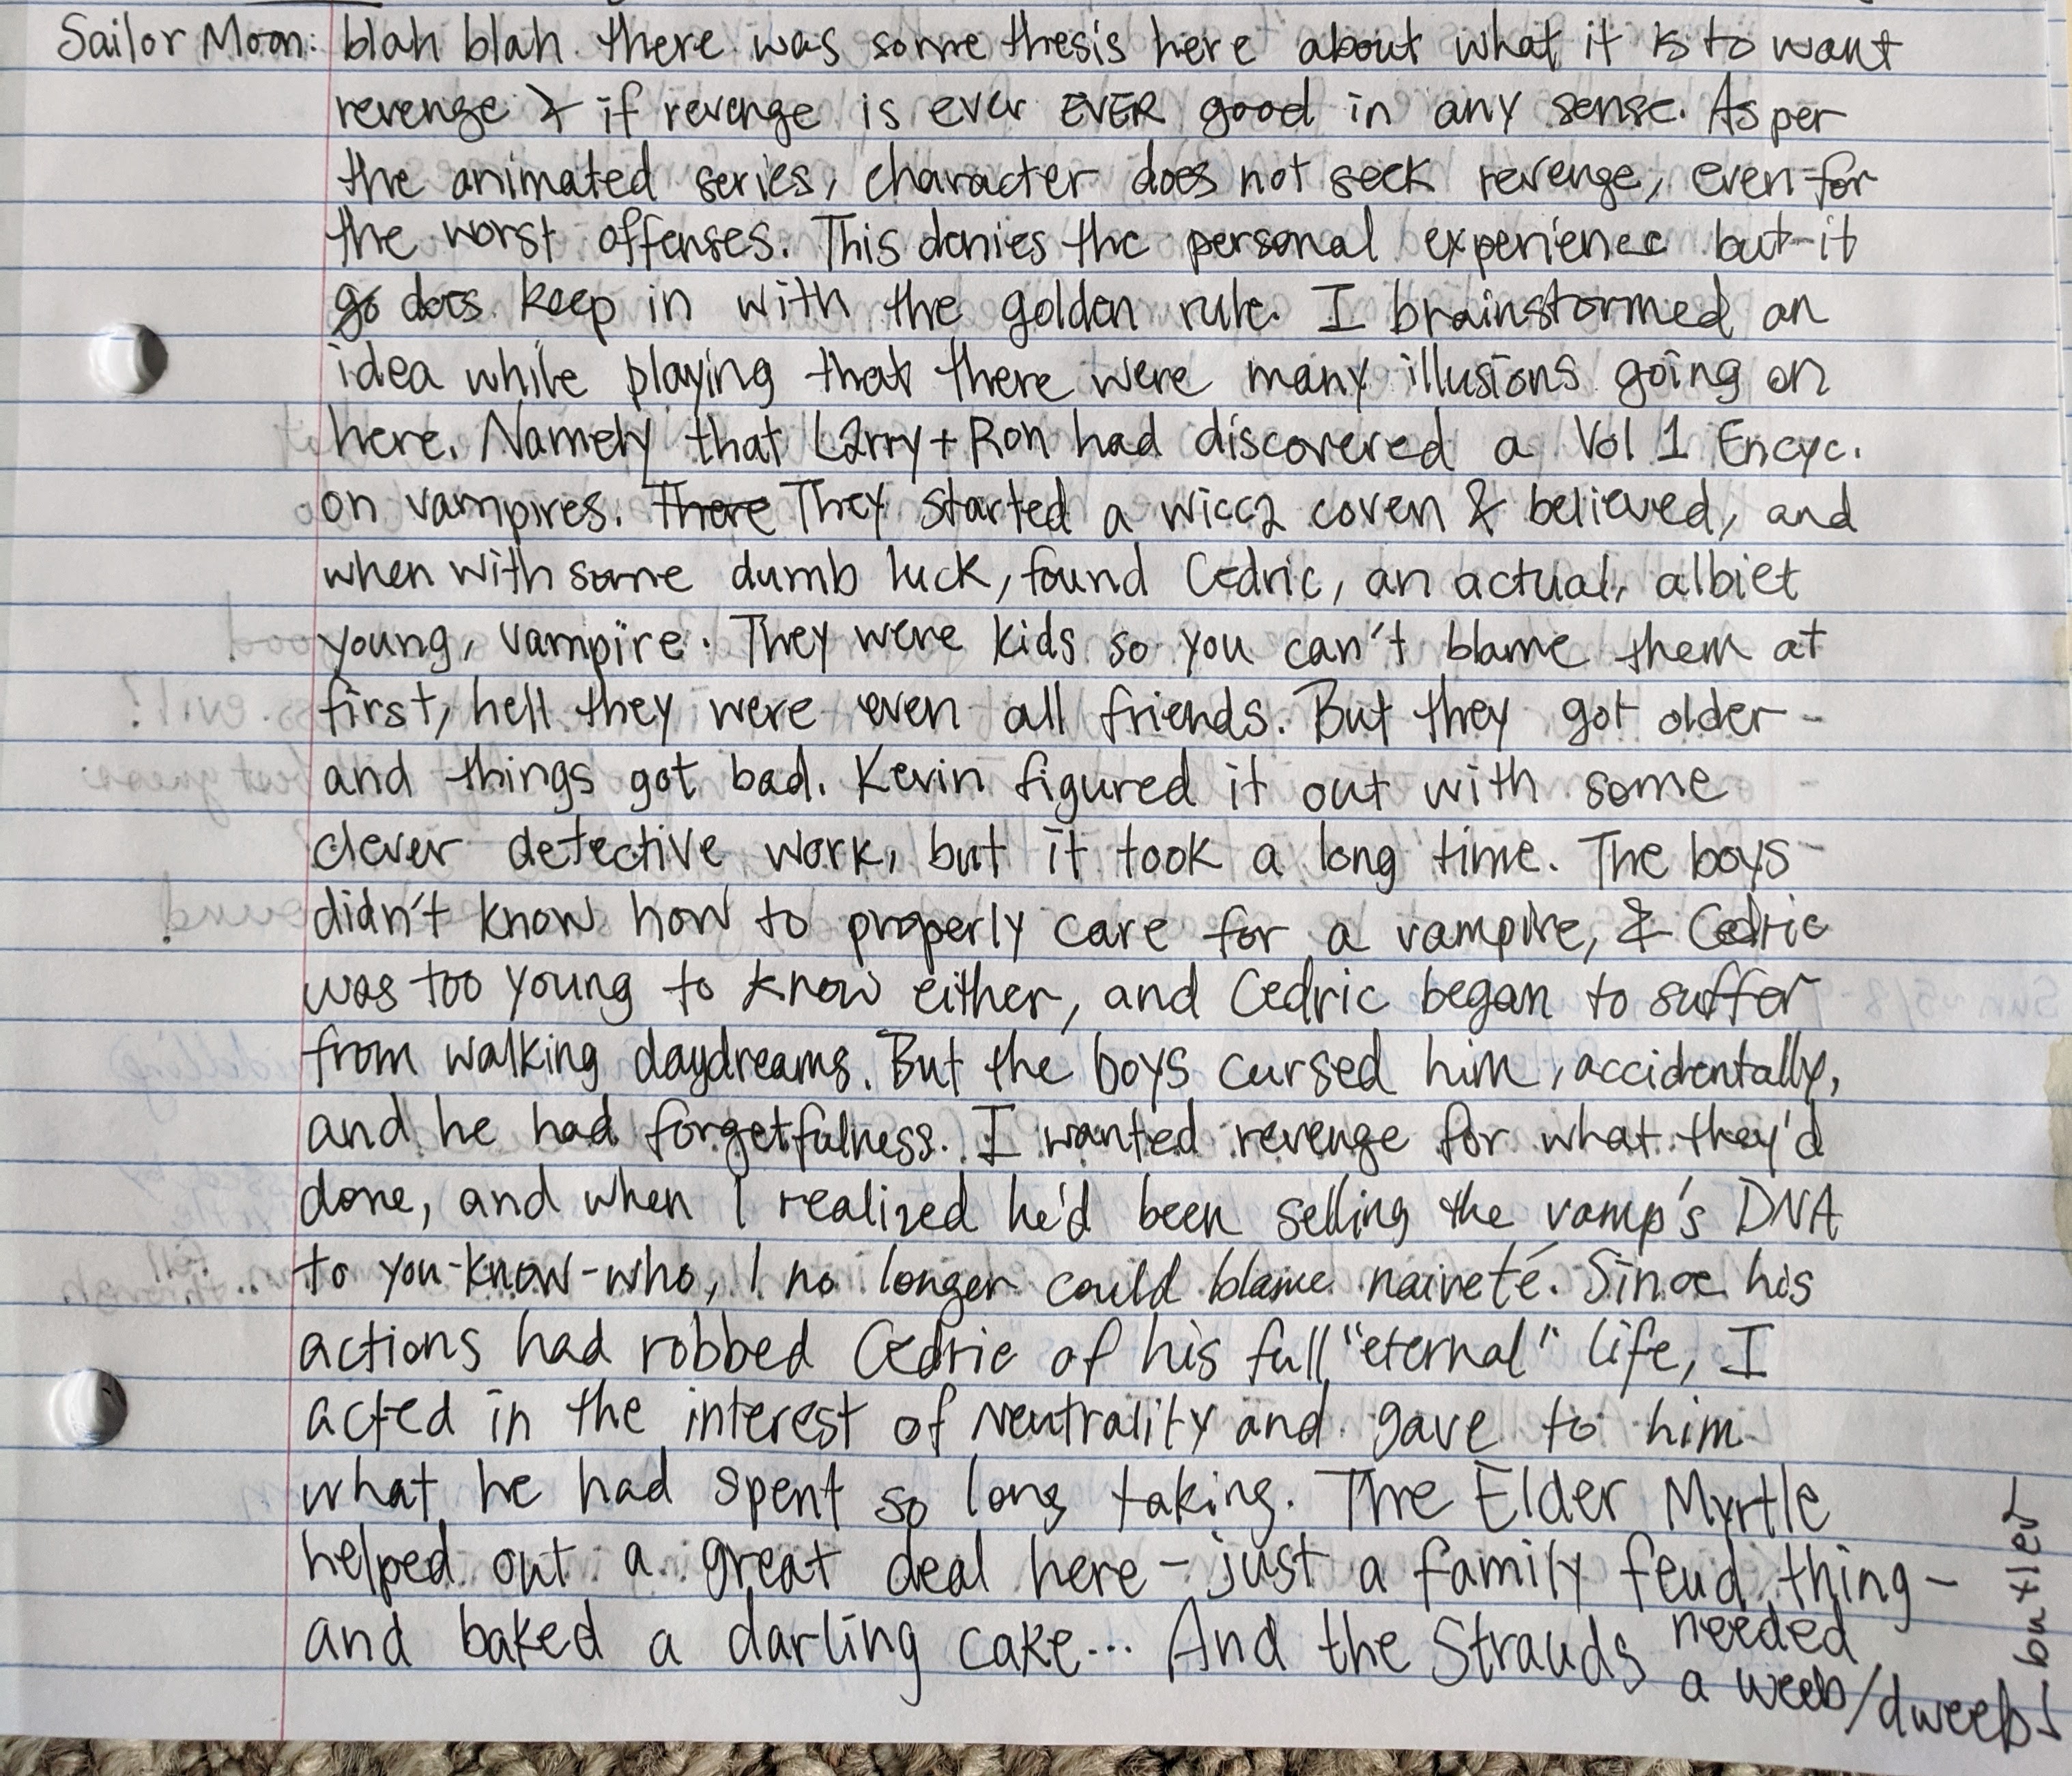 Sailor Moon: blah blah. there was some thesis here about what it is to want
revenge & if revenge is ever EVER good in any sense. As per
the animated series, character does not seek revenge, even for
the worst offenses. This denies the personal experience but it
go does keep in with the golden rule. I brainstormed an
idea while playing that there were many illusions going on
here. Namely that Larry + Ron had discovered a Vol 1 Encyc.
on vampires. There They started a wicca coven & believed, and
when with some dumb luck, found Cedric, an actual, albiet
young, vampire. They were kids so you can't blame them at
first, hell they were even all friends. But they got older -
and things got bad. Kevin figured it out with some
clever detective work, but it took a long time. The boys
didn't know how to properly care for a vampire, & Cedric
was too young to know either, and Cedric began to suffer
from walking daydreams. But the boys cursed him, accidentally,
and he had forgetfulness. I wanted revenge for what they'd
done, and when I realized he'd been selling the vamp's DNA
to you-know-who, I no longer could blame naiveté. Since his
actions had robbed Cedric of his full "eternal" life, I
acted in the interest of Neutrality and gave to him
what he had spent so long taking. The Elder Myrtle
helped out a great deal here - just a family feud thing -
and baked a darling cake... And the Strauds needed
a weeb/dweeb
butler